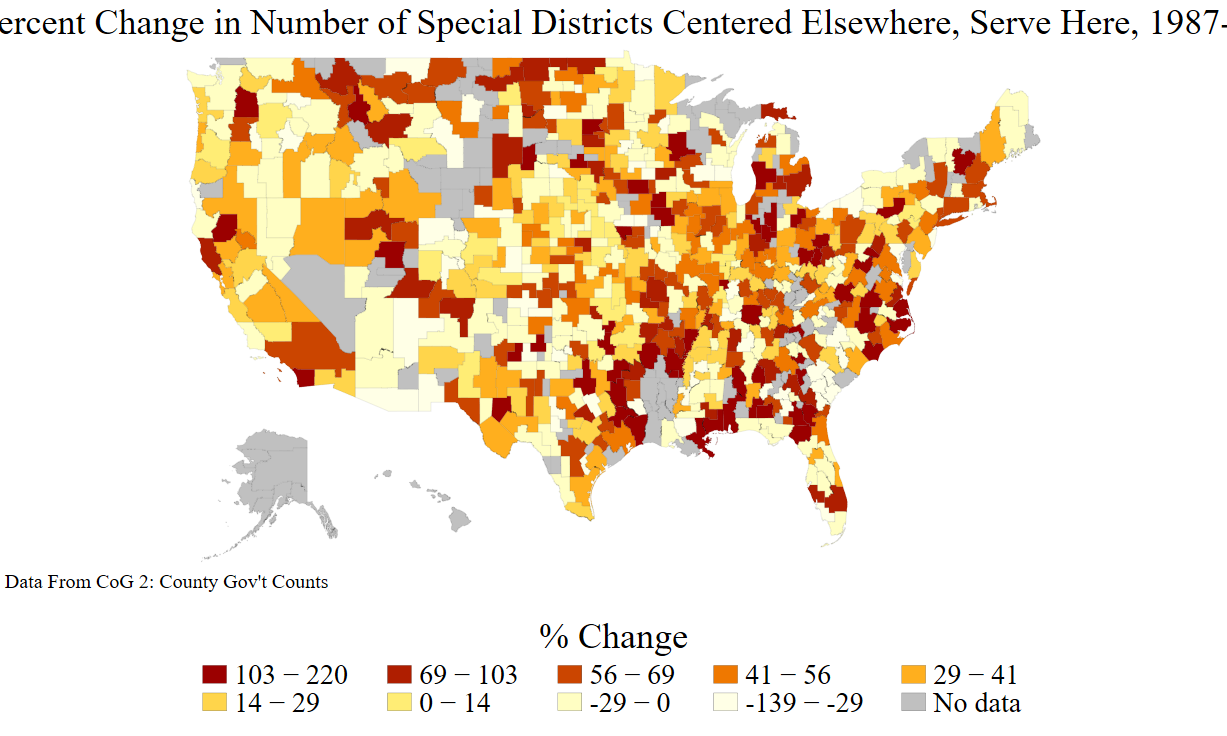 ercent Change in Number of Special Districts Centered Elsewhere, Serve Here, 1987-
Data From CoG 2: County Gov't Counts
% Change
103 − 220 69 − 103 56 − 69 41 − 56 29 − 41
14 − 29 0 − 14 -29 − 0 -139 − -29 No data